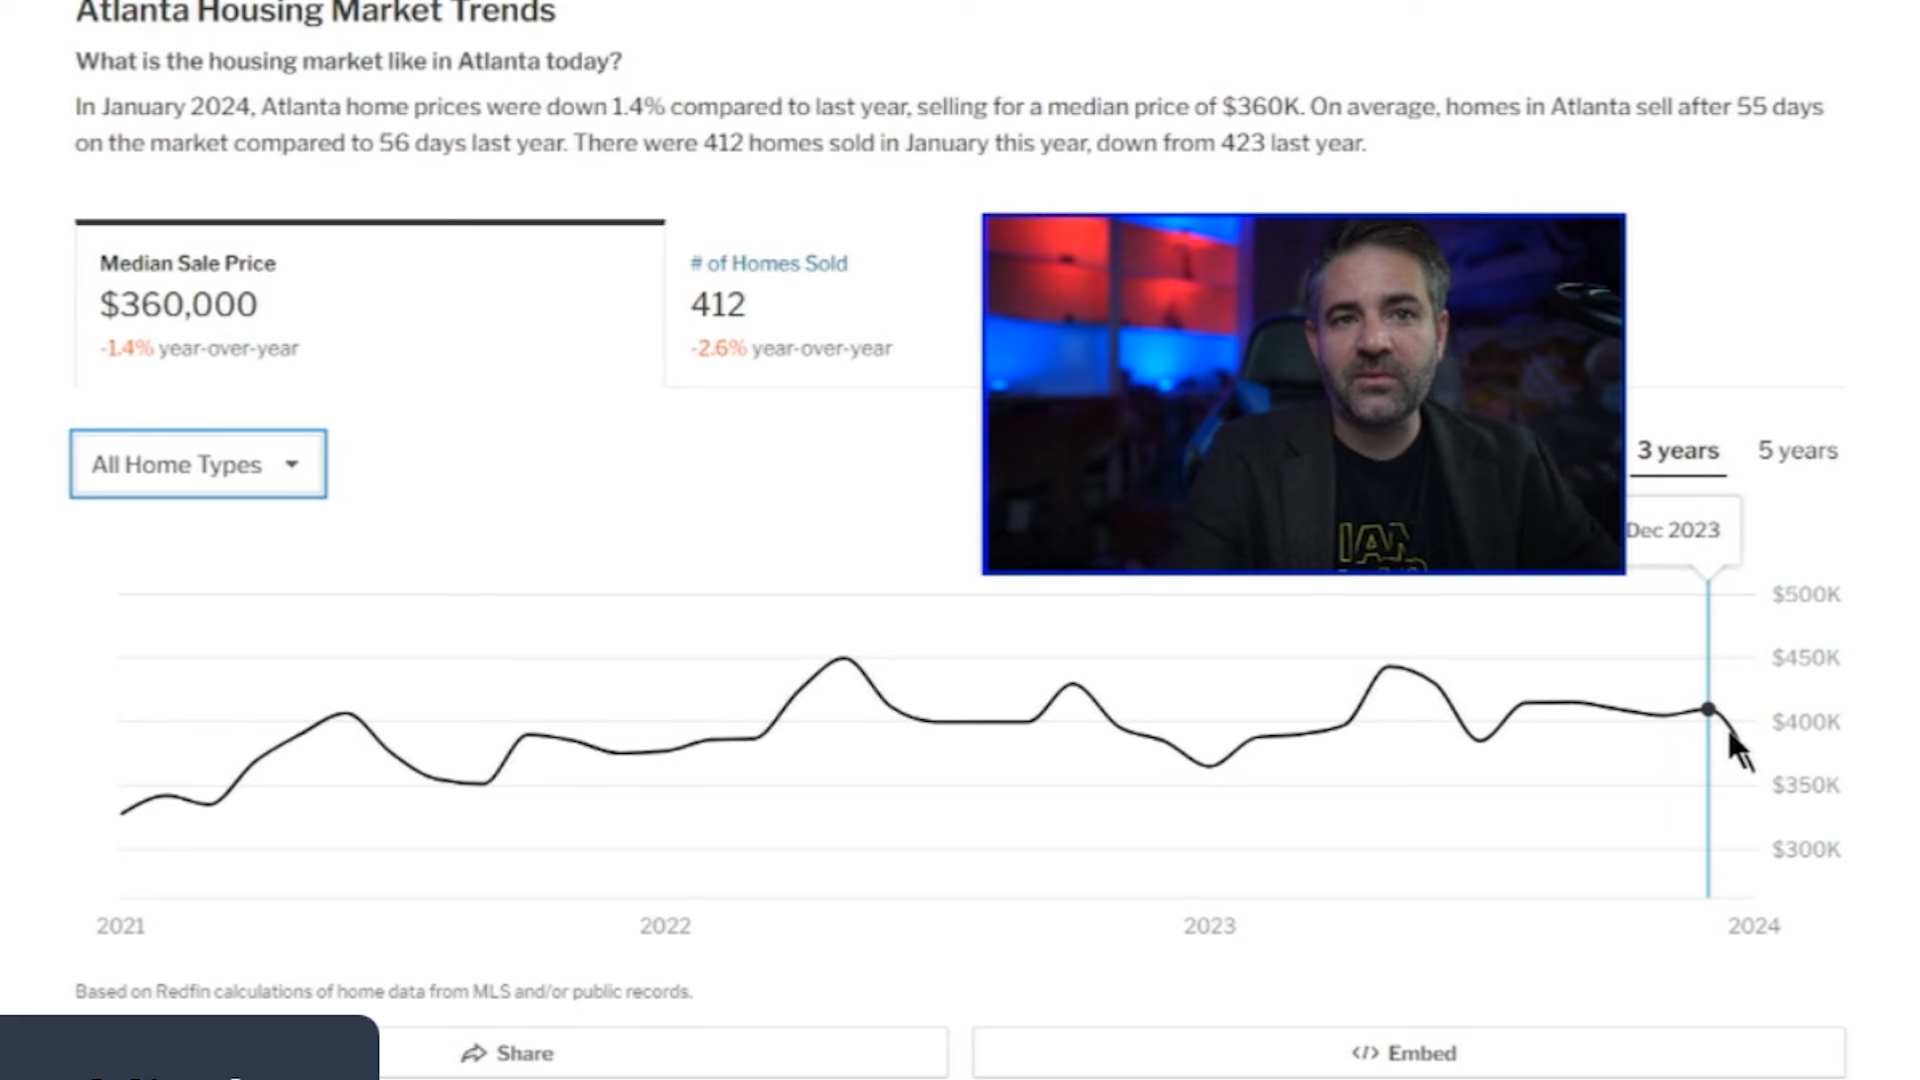 Atlanta Housing Market Trends
What is the housing market like in Atlanta today?
In January 2024, Atlanta home prices were down 1.4% compared to last year, selling for a median price of $360K. On average, homes in Atlanta sell after 55 days
on the market compared to 56 days last year. There were 412 homes sold in January this year, down from 423 last year.
Median Sale Price
$360,000
-1.4% year-over-year
# of Homes Sold
412
-2.6% year-over-year
All Home Types
3 years
5 years
IAN
Dec 2023
$500K
$450K
$400K
$350K
$300K
2021
2022
2023
2024
Based on Redfin calculations of home data from MLS and/or public records.
Share
</> Embed